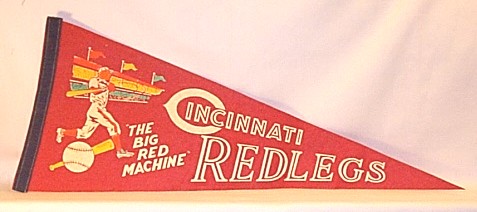 CINCINNATI
REDLEGS
"THE
BIG
RED
MACHINE"